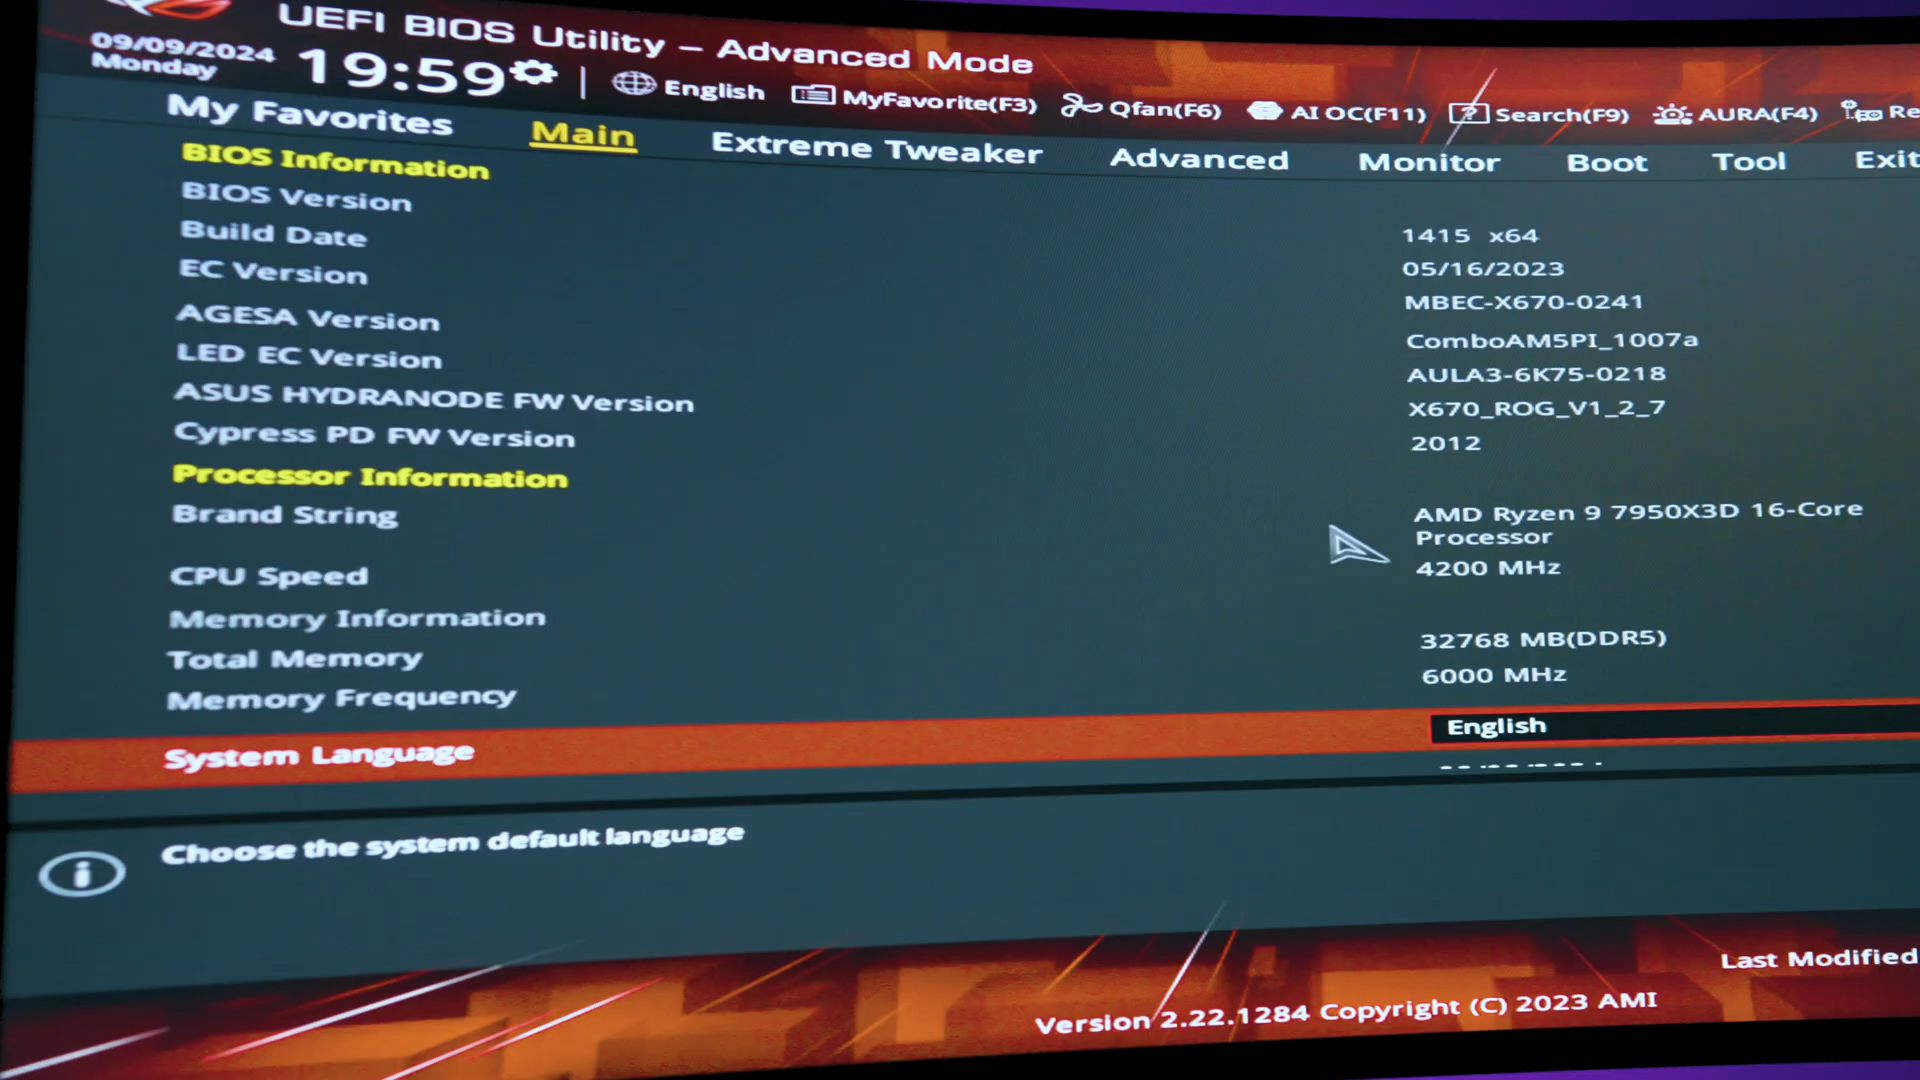 UEFI BIOS Utility – Advanced Mode
09/09/2024
Monday
19:59
English
MyFavorite(F3)
Qfan(F6)
AI OC(F11)
Search(F9)
AURA(F4)
My Favorites
Main
Extreme Tweaker
Advanced
Monitor
Boot
Tool
Exit
BIOS Information
BIOS Version
1415 x64
Build Date
05/16/2023
EC Version
MBEC-X670-0241
AGESA Version
ComboAM5PI_1007a
LED EC Version
AULA3-6K75-0218
ASUS HYDRANODE FW Version
X670_ROG_V1_2_7
Cypress PD FW Version
2012
Processor Information
Brand String
AMD Ryzen 9 7950X3D 16-Core
Processor
CPU Speed
4200 MHz
Memory Information
Total Memory
32768 MB(DDR5)
Memory Frequency
6000 MHz
System Language
English
Choose the system default language
Last Modified
Version 2.22.1284 Copyright (C) 2023 AMI